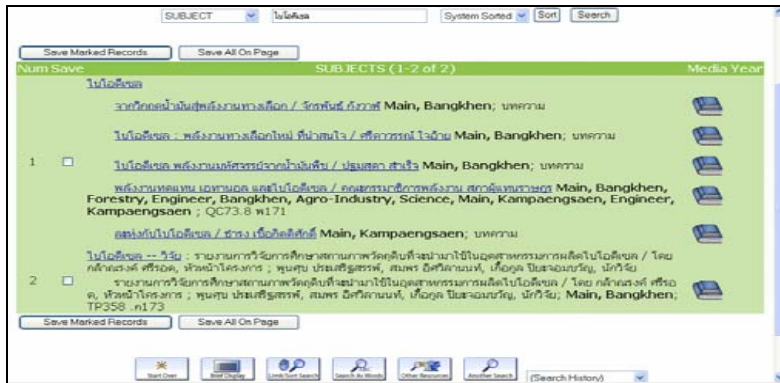 SUBJECT ไบโอดีเซล System Sorted Sort Search
Save Marked Records Save All On Page
Num Save SUBJECTS (1-2 of 2) Media Year
ไบโอดีเซล
จากวิกฤตน้ำมันสู่พลังงานทางเลือก / จักรพันธ์ กังวาฬ Main, Bangkhen; บทความ
ไบโอดีเซล : พลังงานทางเลือกใหม่ ที่น่าสนใจ / ศรีดาวรรณ์ ใจอ้าย Main, Bangkhen; บทความ
1 ไบโอดีเซล พลังงานมหัศจรรย์จากน้ำมันพืช / ปฐมสุดา สำเร็จ Main, Bangkhen; บทความ
พลังงานทดแทน เอทานอล และไบโอดีเซล / คณะกรรมาธิการพลังงาน สภาผู้แทนราษฎร Main, Bangkhen,
Forestry, Engineer, Bangkhen, Agro-Industry, Science, Main, Kampaengsaen, Engineer,
Kampaengsaen ; QC73.8 พ171
ละหุ่งกับไบโอดีเซล / ธำรง เชื้อกิตติศักดิ์ Main, Kampaengsaen; บทความ
ไบโอดีเซล -- วิจัย : รายงานการวิจัยการศึกษาสถานภาพวัตถุดิบที่จะนำมาใช้ในอุตสาหกรรมการผลิตไบโอดีเซล / โดย
กล้าณรงค์ ศรีรอต, หัวหน้าโครงการ ; พูนศุข ประเสริฐสรรพ์, สมพร อิศวิลานนท์, เกื้อกูล ปิยะจอมขวัญ, นักวิจัย
2 รายงานการวิจัยการศึกษาสถานภาพวัตถุดิบที่จะนำมาใช้ในอุตสาหกรรมการผลิตไบโอดีเซล / โดย กล้าณรงค์ ศรีรอ
ต, หัวหน้าโครงการ ; พูนศุข ประเสริฐสรรพ์, สมพร อิศวิลานนท์, เกื้อกูล ปิยะจอมขวัญ, นักวิจัย; Main, Bangkhen;
TP358 .ก173
Save Marked Records Save All On Page
Start Over Brief Display Limit/Sort Search Search As Words Other Resources Another Search (Search History)